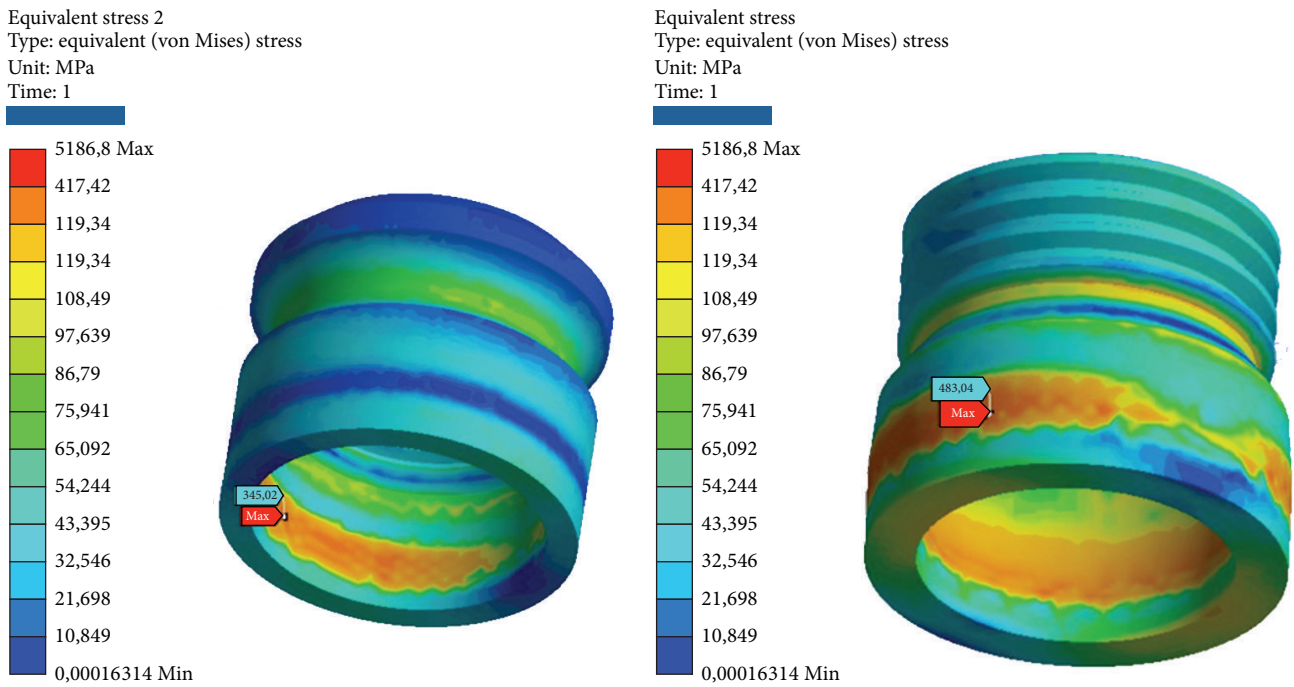 Equivalent stress 2
Type: equivalent (von Mises) stress
Unit: MPa
Time: 1
5186,8 Max
417,42
119,34
119,34
108,49
97,639
86,79
75,941
65,092
54,244
43,395
32,546
21,698
10,849
0,00016314 Min
345,02
Max
Equivalent stress
Type: equivalent (von Mises) stress
Unit: MPa
Time: 1
5186,8 Max
417,42
119,34
119,34
108,49
97,639
86,79
75,941
65,092
54,244
43,395
32,546
21,698
10,849
0,00016314 Min
483,04
Max